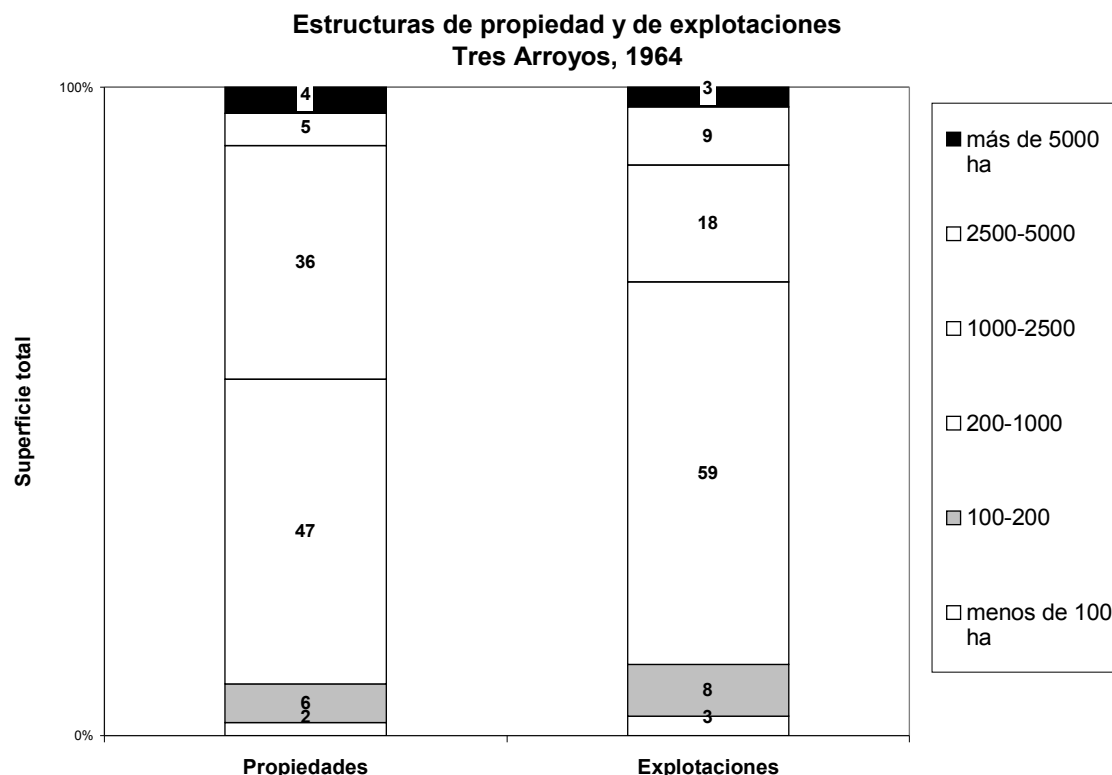 Estructuras de propiedad y de explotaciones
Tres Arroyos, 1964
100%
4
3
5
9
36
18
47
59
6
8
2
3
0%
Superficie total
Propiedades
Explotaciones
más de 5000
ha
2500-5000
1000-2500
200-1000
100-200
menos de 100
ha